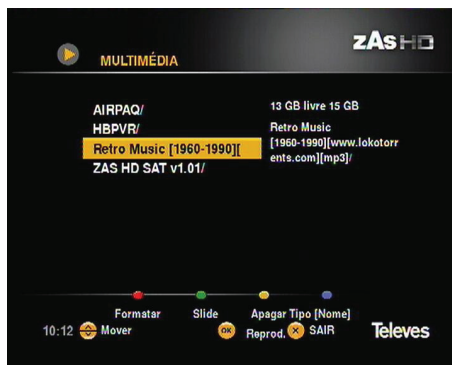 zAs HD
MULTIMÉDIA
AIRPAQ/
HBPVR/
Retro Music [1960-1990][
ZAS HD SAT v1.01/
13 GB livre 15 GB
Retro Music
[1960-1990][www.lokotorr
ents.com][mp3]/
Formatar Slide Apagar Tipo [Nome]
10:12 Mover OK Reprod. X SAIR Televes